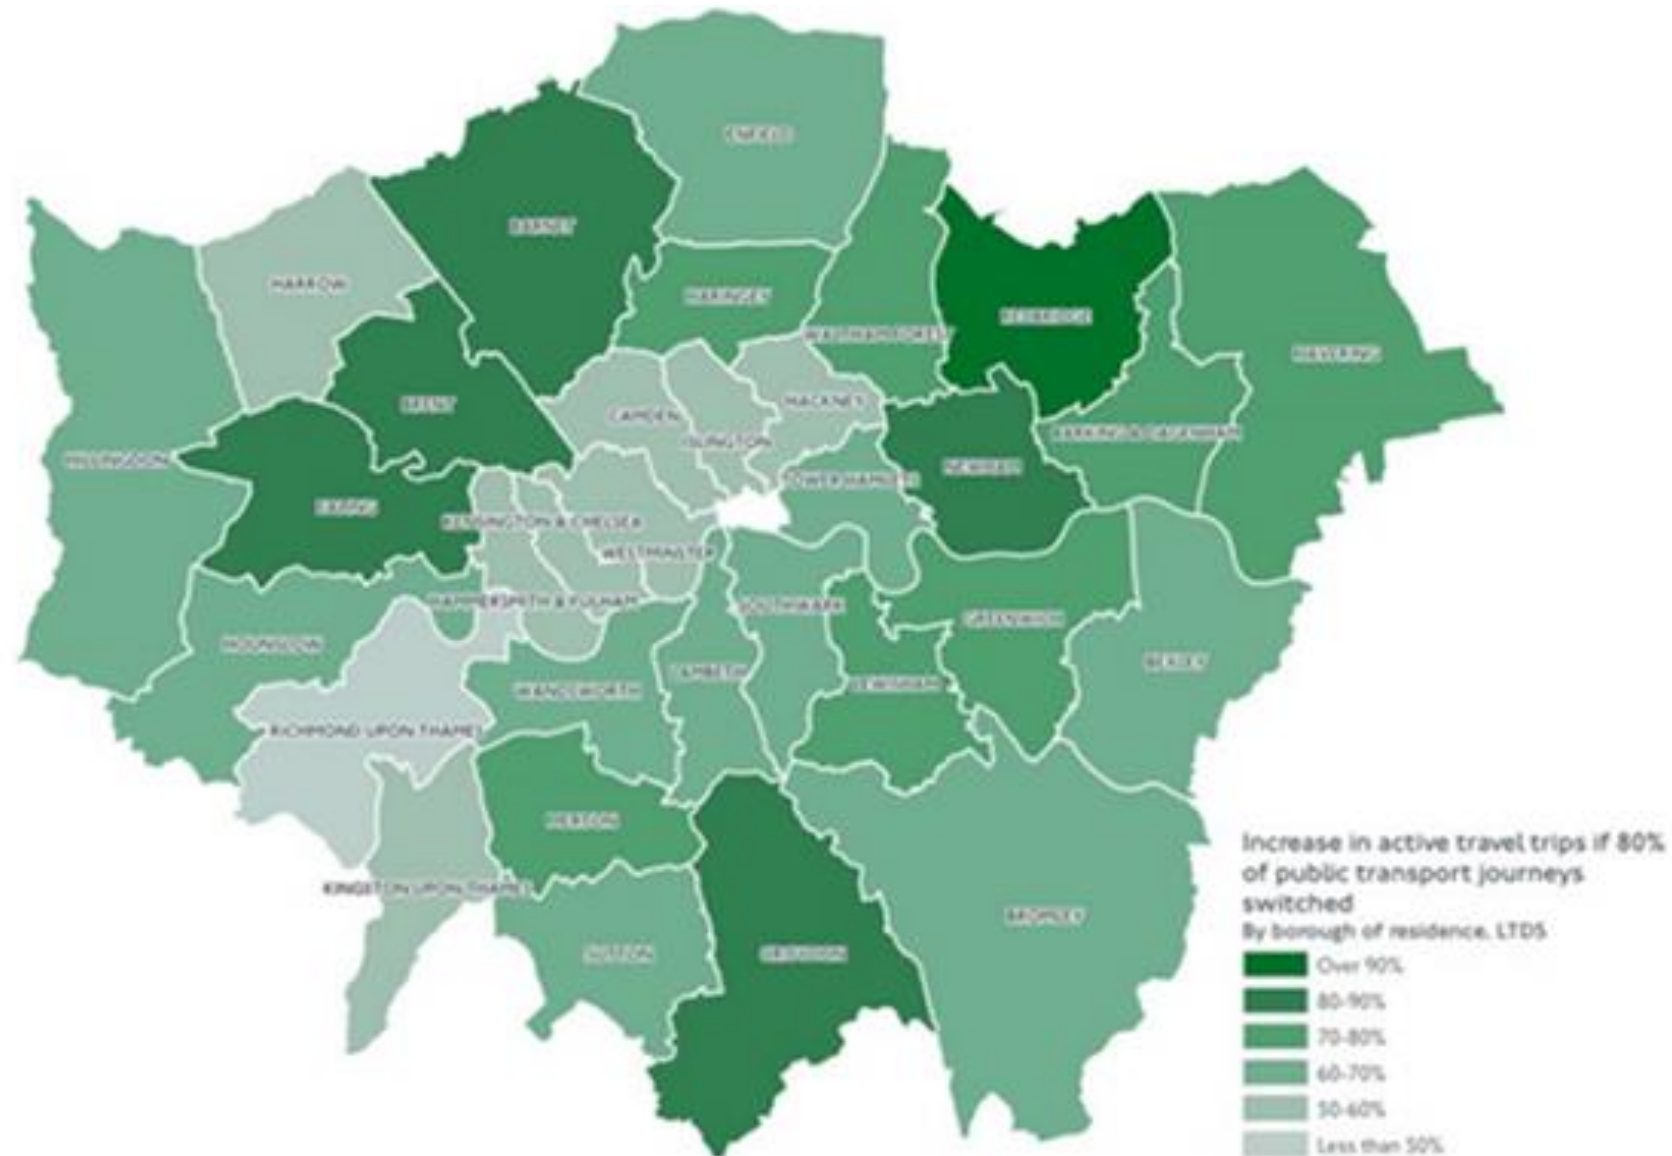 ENFIELD
BARNET
HARROW
HARINGEY
WALTHAM FOREST
REDBRIDGE
HAVERING
BRENT
CAMDEN
HACKNEY
ISLINGTON
BARKING & DAGENHAM
HILLINGDON
NEWHAM
TOWER HAMLETS
EALING
KENSINGTON & CHELSEA
WESTMINSTER
HAMMERSMITH & FULHAM
SOUTHWARK
GREENWICH
HOUNSLOW
BEXLEY
LAMBETH
LEWISHAM
WANDSWORTH
RICHMOND UPON THAMES
MERTON
KINGSTON UPON THAMES
BROMLEY
SUTTON
CROYDON
Increase in active travel trips if 80%
of public transport journeys
switched
By borough of residence, LTDS
Over 90%
80-90%
70-80%
60-70%
50-60%
Less than 50%